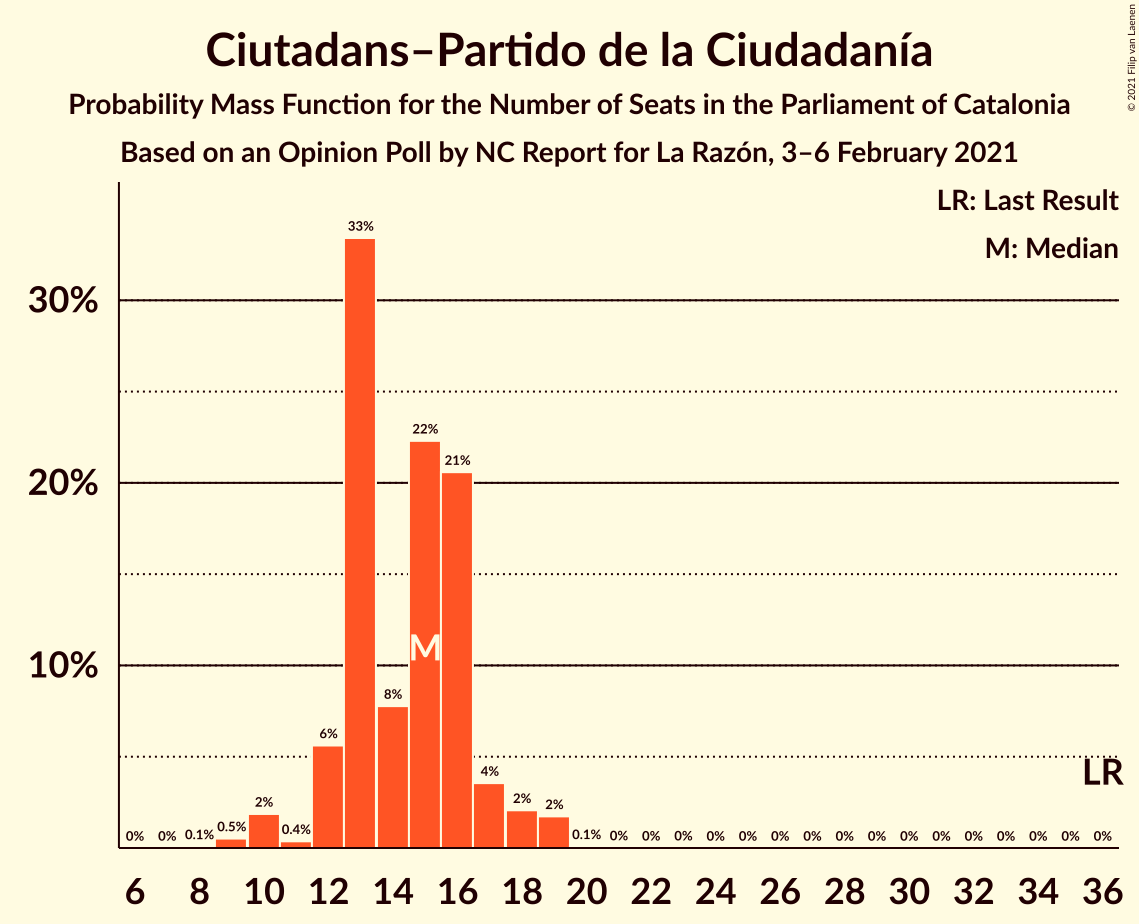 Ciutadans–Partido de la Ciudadanía
Probability Mass Function for the Number of Seats in the Parliament of Catalonia
Based on an Opinion Poll by NC Report for La Razón, 3–6 February 2021
© 2021 Filip van Laenen
LR: Last Result
M: Median
30%
20%
10%
0% 0% 0.1% 0.5% 2% 0.4% 6% 33% 8% 22% 21% 4% 2% 2% 0.1% 0% 0% 0% 0% 0% 0% 0% 0% 0% 0% 0% 0% 0% 0% 0% 0%
M
LR
6 8 10 12 14 16 18 20 22 24 26 28 30 32 34 36